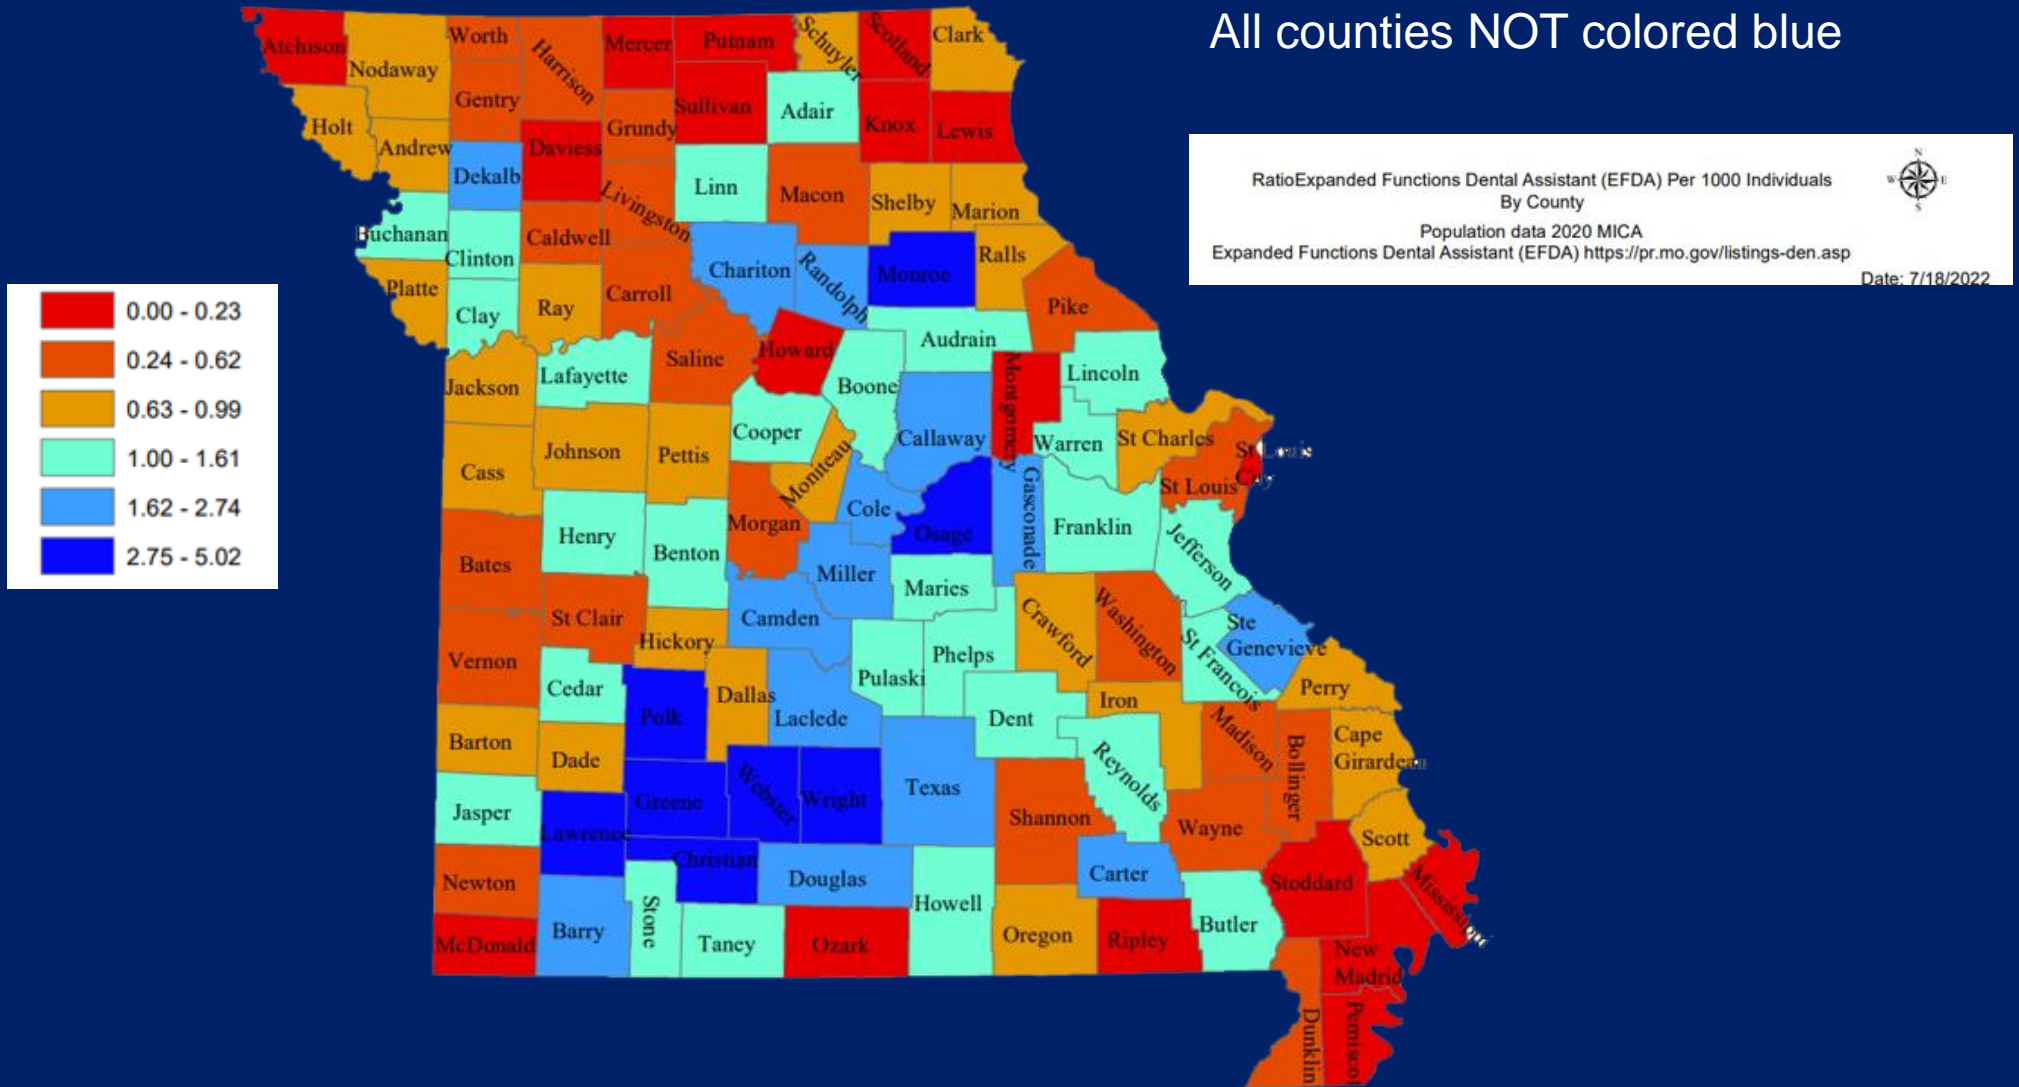 All counties NOT colored blue
RatioExpanded Functions Dental Assistant (EFDA) Per 1000 Individuals
By County
Population data 2020 MICA
Expanded Functions Dental Assistant (EFDA) https://pr.mo.gov/listings-den.asp
Date: 7/18/2022
N
W
E
S
0.00 - 0.23
0.24 - 0.62
0.63 - 0.99
1.00 - 1.61
1.62 - 2.74
2.75 - 5.02
Atchison
Nodaway
Worth
Harrison
Mercer
Putnam
Schuyler
Scotland
Clark
Gentry
Holt
Andrew
Dekalb
Daviess
Grundy
Sullivan
Adair
Knox
Lewis
Linn
Macon
Shelby
Marion
Livingston
Buchanan
Clinton
Caldwell
Chariton
Randolph
Monroe
Ralls
Platte
Clay
Ray
Carroll
Pike
Audrain
Saline
Howard
Boone
Montgomery
Lincoln
Jackson
Lafayette
Cooper
Callaway
Warren
St Charles
St Louis
City
St Louis
Cass
Johnson
Pettis
Moniteau
Morgan
Cole
Osage
Gasconade
Franklin
Jefferson
Henry
Benton
Bates
Miller
Maries
St Clair
Camden
Hickory
Crawford
Washington
Ste
Genevieve
St Francois
Vernon
Cedar
Polk
Dallas
Laclede
Pulaski
Phelps
Dent
Iron
Perry
Madison
Bollinger
Cape
Girardeau
Barton
Dade
Reynolds
Jasper
Lawrence
Greene
Webster
Wright
Texas
Shannon
Wayne
Scott
Christian
Newton
Douglas
Carter
Stoddard
Mississippi
Howell
McDonald
Barry
Stone
Taney
Ozark
Oregon
Ripley
Butler
New
Madrid
Dunklin
Pemiscot